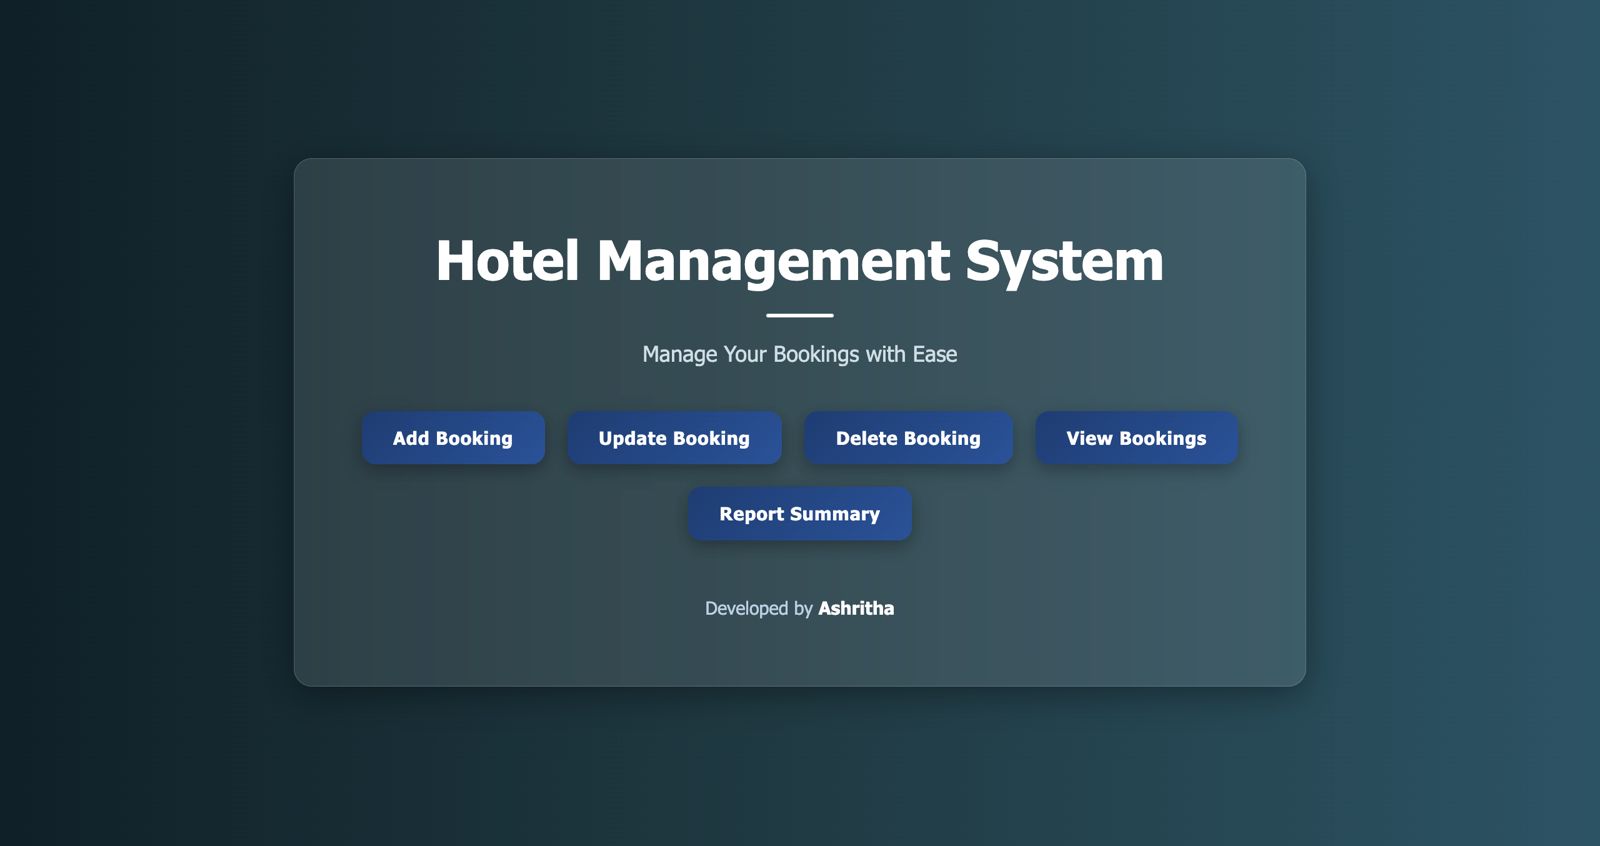 Hotel Management System
Manage Your Bookings with Ease
Add Booking Update Booking Delete Booking View Bookings
Report Summary
Developed by Ashritha